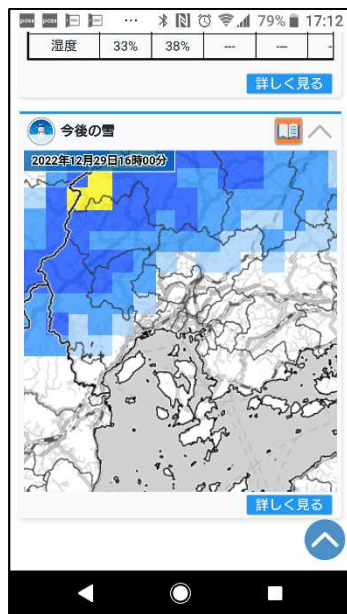 79% 17:12
湿度 33% 38% --- --- -
詳しく見る
今後の雪
2022年12月29日16時00分
詳しく見る